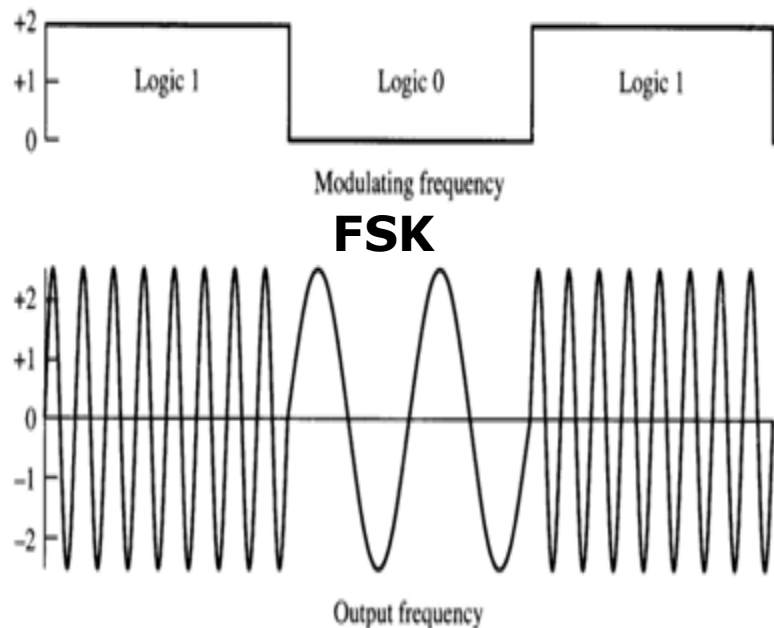 +2
Logic 1 Logic 0 Logic 1
+1
0
Modulating frequency
FSK
+2
+1
0
–1
–2
Output frequency